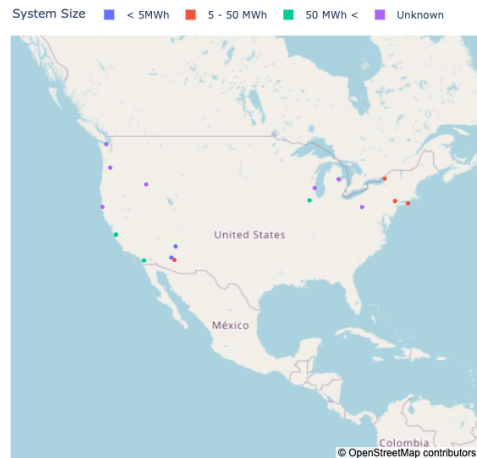 System Size < 5MWh 5 - 50 MWh 50 MWh < Unknown
United States
México
Colombia
© OpenStreetMap contributors